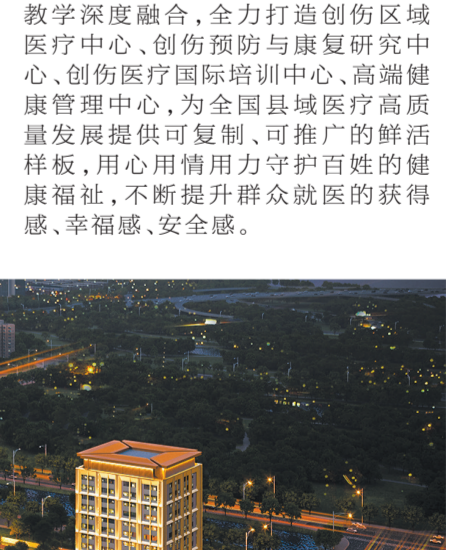 教学深度融合，全力打造创伤区域
医疗中心、创伤预防与康复研究中
心、创伤医疗国际培训中心、高端健
康管理中心，为全国县域医疗高质
量发展提供可复制、可推广的鲜活
样板，用心用情用力守护百姓的健
康福祉，不断提升群众就医的获得
感、幸福感、安全感。